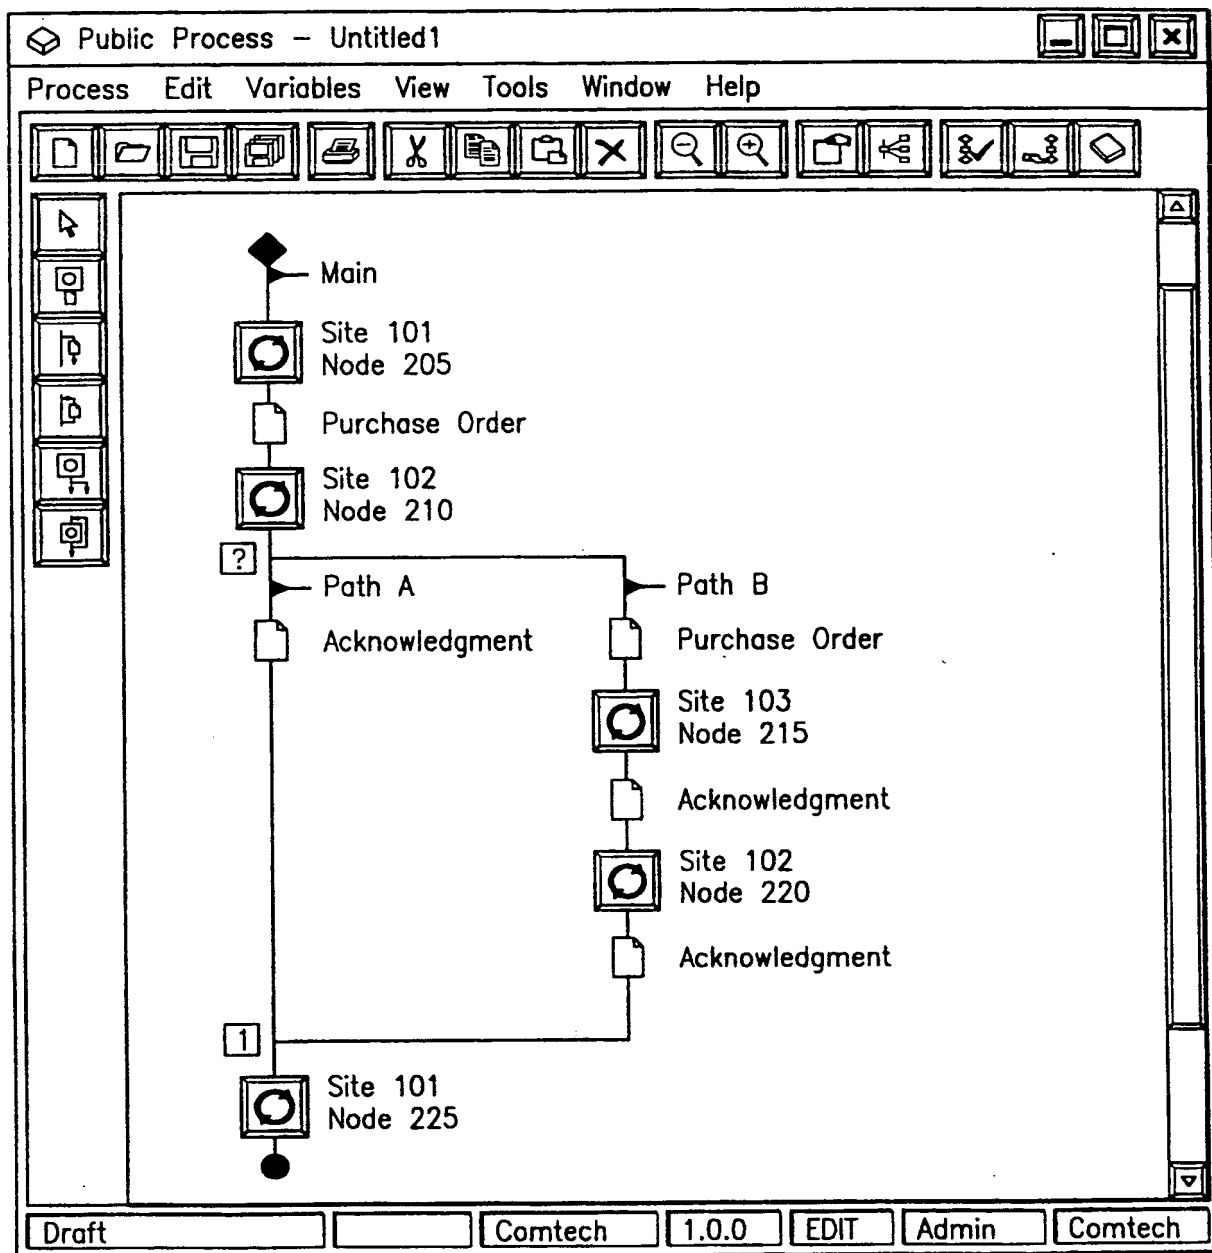 Public Process – Untitled1
Process Edit Variables View Tools Window Help
Main
Site 101
Node 205
Purchase Order
Site 102
Node 210
?
Path A
Path B
Acknowledgment
Purchase Order
Site 103
Node 215
Acknowledgment
Site 102
Node 220
Acknowledgment
1
Site 101
Node 225
Draft Comtech 1.0.0 EDIT Admin Comtech